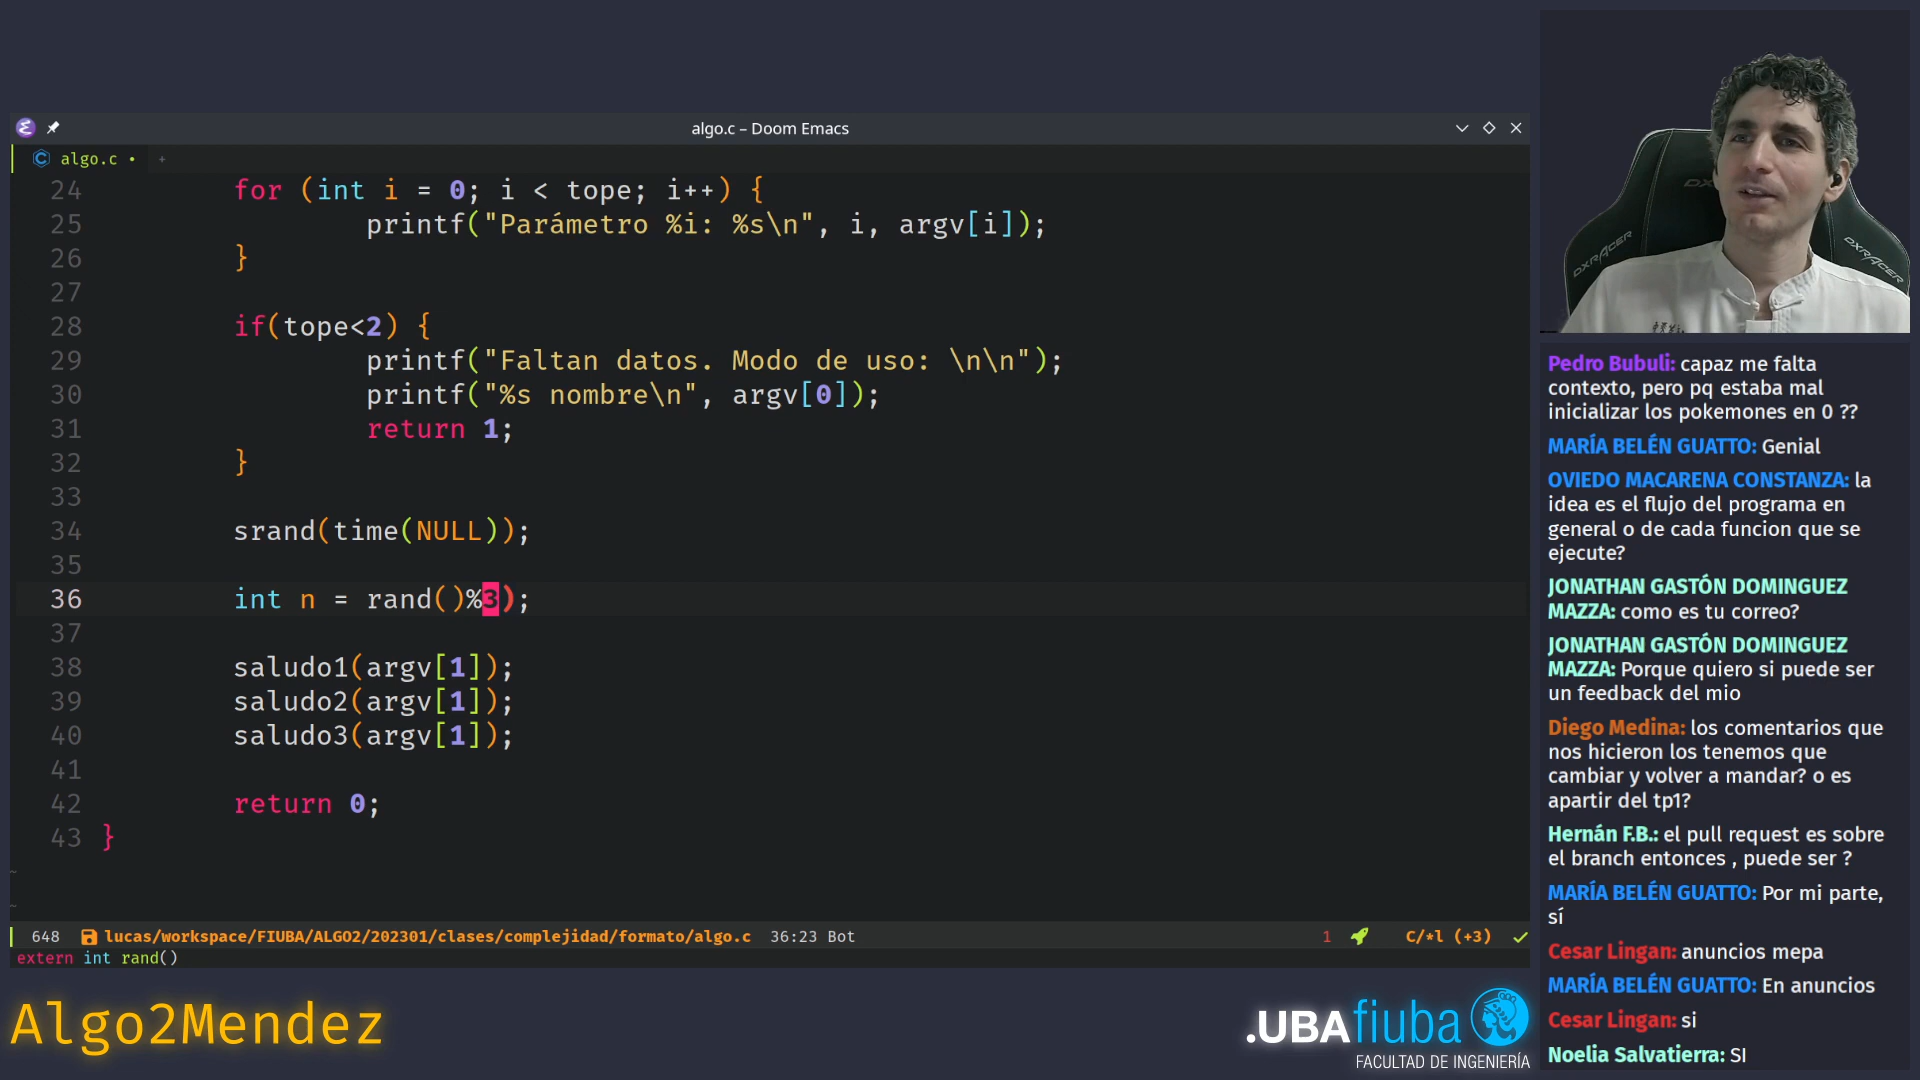 algo.c – Doom Emacs
algo.c • +
24 for (int i = 0; i < tope; i++) {
25 printf("Parámetro %i: %s\n", i, argv[i]);
26 }
27
28 if(tope<2) {
29 printf("Faltan datos. Modo de uso: \n\n");
30 printf("%s nombre\n", argv[0]);
31 return 1;
32 }
33
34 srand(time(NULL));
35
36 int n = rand()%3);
37
38 saludo1(argv[1]);
39 saludo2(argv[1]);
40 saludo3(argv[1]);
41
42 return 0;
43 }
~
~
648 lucas/workspace/FIUBA/ALGO2/202301/clases/complejidad/formato/algo.c 36:23 Bot 1 C/*l (+3)
extern int rand()
Algo2Mendez
.UBAfiuba
FACULTAD DE INGENIERÍA
DXRACER
DXRACER
Pedro Bubuli: capaz me falta
contexto, pero pq estaba mal
inicializar los pokemones en 0 ??
MARÍA BELÉN GUATTO: Genial
OVIEDO MACARENA CONSTANZA: la
idea es el flujo del programa en
general o de cada funcion que se
ejecute?
JONATHAN GASTÓN DOMINGUEZ
MAZZA: como es tu correo?
JONATHAN GASTÓN DOMINGUEZ
MAZZA: Porque quiero si puede ser
un feedback del mio
Diego Medina: los comentarios que
nos hicieron los tenemos que
cambiar y volver a mandar? o es
apartir del tp1?
Hernán F.B.: el pull request es sobre
el branch entonces , puede ser ?
MARÍA BELÉN GUATTO: Por mi parte,
sí
Cesar Lingan: anuncios mepa
MARÍA BELÉN GUATTO: En anuncios
Cesar Lingan: si
Noelia Salvatierra: SI